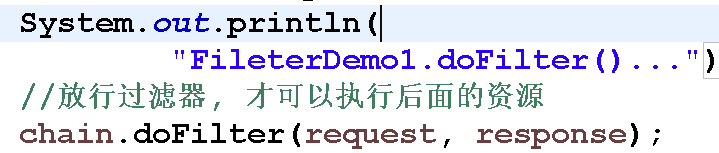 System.out.println(
"FileterDemo1.doFilter()...")
//放行过滤器, 才可以执行后面的资源
chain.doFilter(request, response);